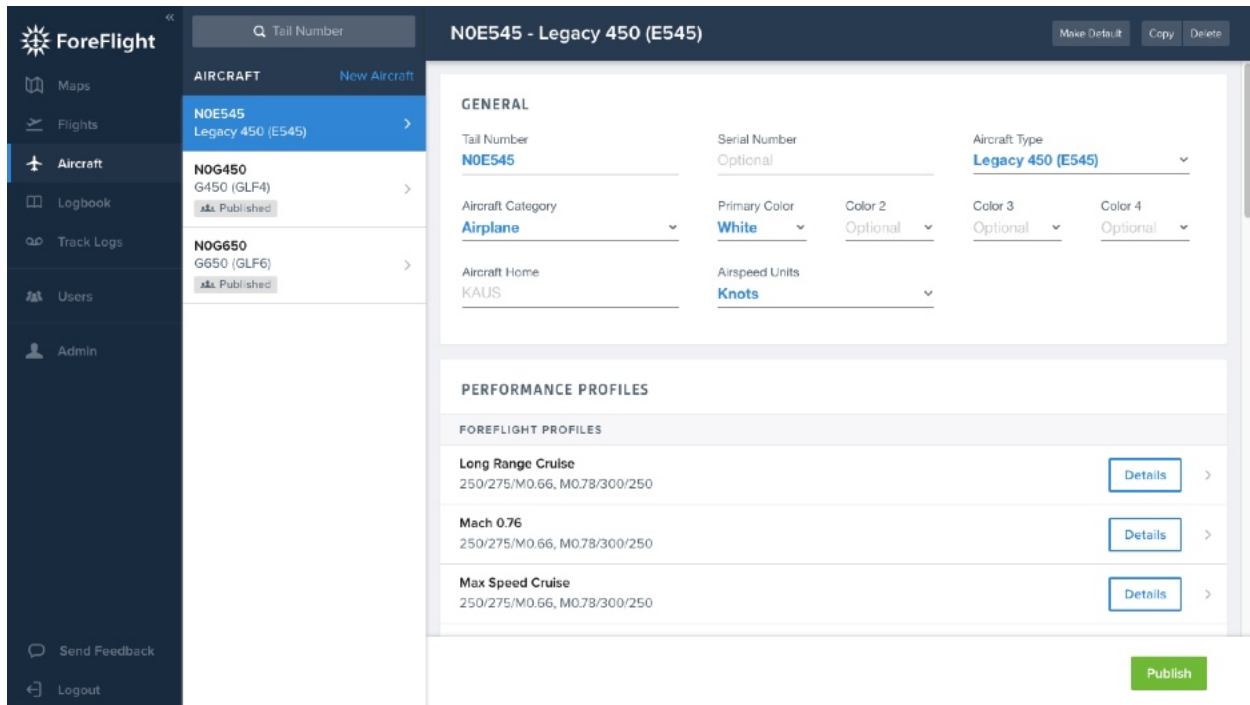 «
ForeFlight
Maps
Flights
Aircraft
Logbook
Track Logs
Users
Admin
Send Feedback
Logout
Tail Number
AIRCRAFT New Aircraft
N0E545
Legacy 450 (E545)
N0G450
G450 (GLF4)
Published
N0G650
G650 (GLF6)
Published
N0E545 - Legacy 450 (E545) Make Default Copy Delete
GENERAL
Tail Number Serial Number Aircraft Type
N0E545 Optional Legacy 450 (E545)
Aircraft Category Primary Color Color 2 Color 3 Color 4
Airplane White Optional Optional Optional
Aircraft Home Airspeed Units
KAUS Knots
PERFORMANCE PROFILES
FOREFLIGHT PROFILES
Long Range Cruise
250/275/M0.66, M0.78/300/250 Details
Mach 0.76
250/275/M0.66, M0.78/300/250 Details
Max Speed Cruise
250/275/M0.66, M0.78/300/250 Details
Publish